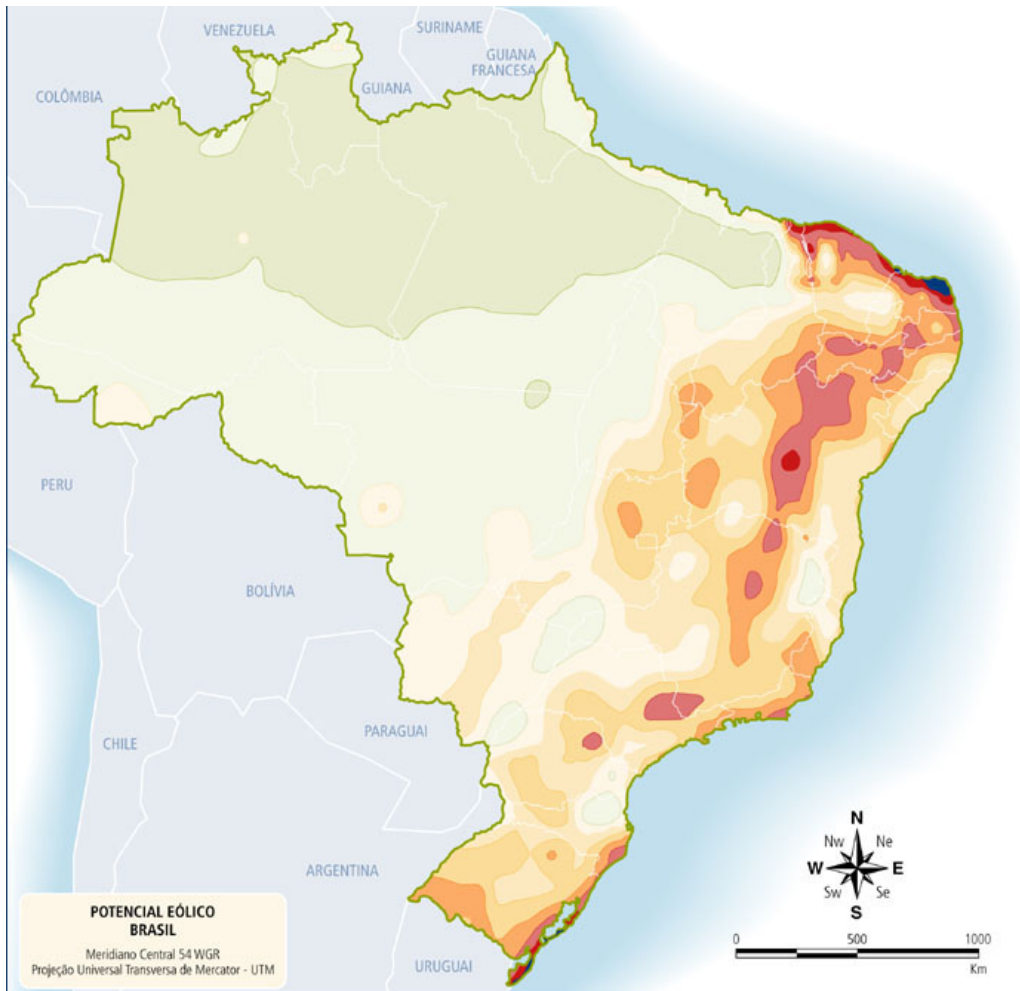 VENEZUELA
SURINAME
GUIANA
FRANCESA
COLÔMBIA
GUIANA
PERU
BOLÍVIA
PARAGUAI
CHILE
ARGENTINA
URUGUAI
N
Nw
Ne
W
E
Sw
Se
S
POTENCIAL EÓLICO
BRASIL
Meridiano Central 54 WGR
Projeção Universal Transversa de Mercator - UTM
0 500 1000
Km